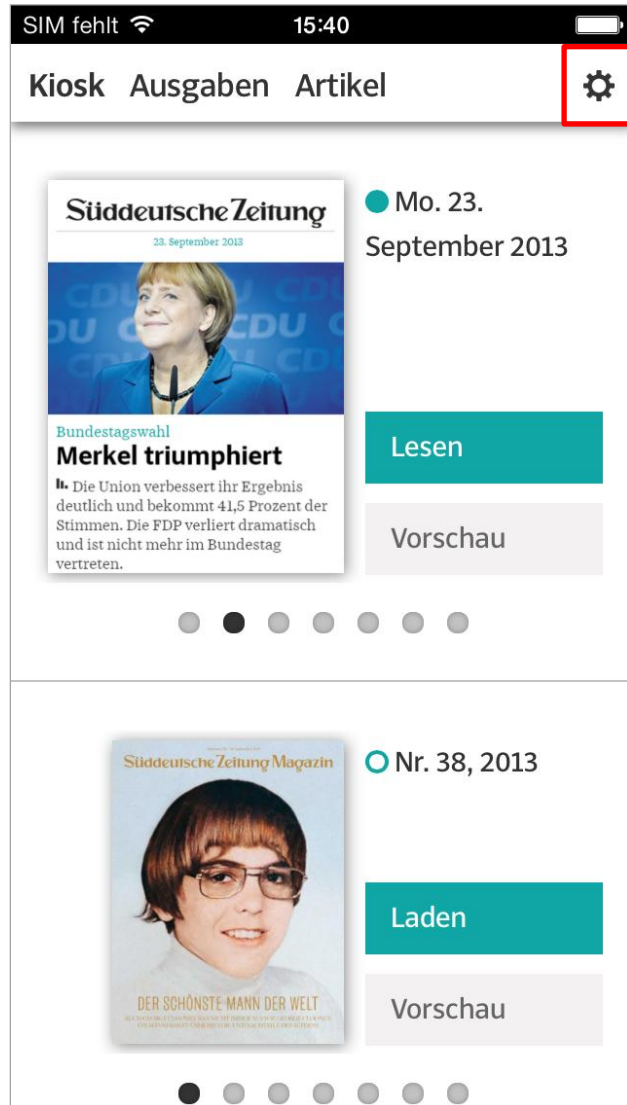 SIM fehlt 15:40
Kiosk Ausgaben Artikel
Süddeutsche Zeitung
23. September 2013
CDU
Bundestagswahl
Merkel triumphiert
Die Union verbessert ihr Ergebnis
deutlich und bekommt 41,5 Prozent der
Stimmen. Die FDP verliert dramatisch
und ist nicht mehr im Bundestag
vertreten.
Mo. 23.
September 2013
Lesen
Vorschau
Süddeutsche Zeitung Magazin
DER SCHÖNSTE MANN DER WELT
Nr. 38, 2013
Laden
Vorschau